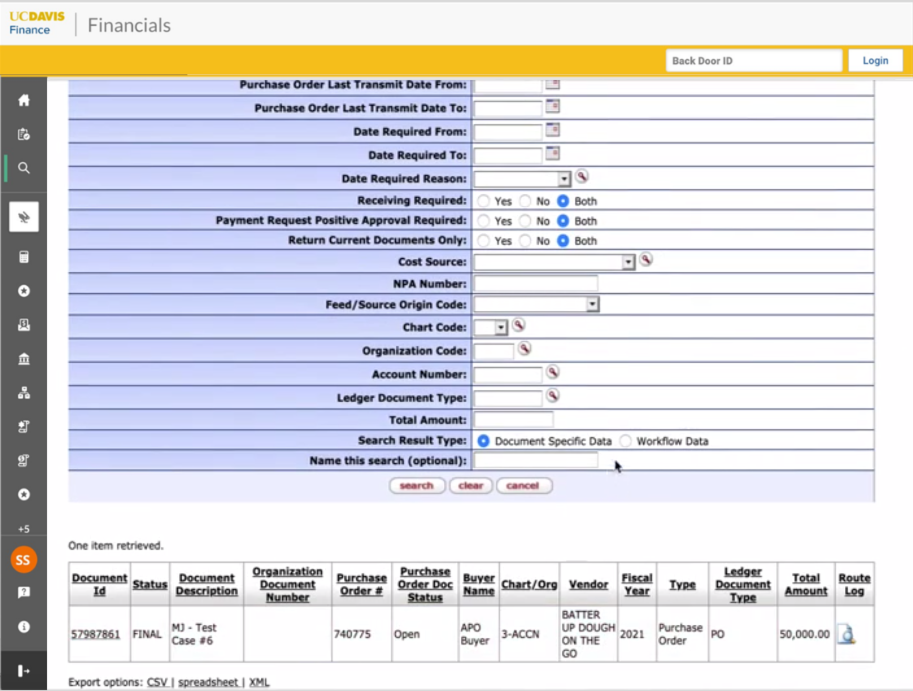 UCDAVIS
Finance
Financials
Back Door ID
Login
Purchase Order Last Transmit Date From:
Purchase Order Last Transmit Date To:
Date Required From:
Date Required To:
Date Required Reason:
Receiving Required: Yes No Both
Payment Request Positive Approval Required: Yes No Both
Return Current Documents Only: Yes No Both
Cost Source:
NPA Number:
Feed/Source Origin Code:
Chart Code:
Organization Code:
Account Number:
Ledger Document Type:
Total Amount:
Search Result Type: Document Specific Data Workflow Data
Name this search (optional):
search clear cancel
+5
SS
One item retrieved.
Document Id Status Document Description Organization Document Number Purchase Order # Purchase Order Doc Status Buyer Name Chart/Org Vendor Fiscal Year Type Ledger Document Type Total Amount Route Log
57987861 FINAL MJ - Test Case #6 740775 Open APO Buyer 3-ACCN BATTER UP DOUGH ON THE GO 2021 Purchase Order PO 50,000.00
Export options: CSV | spreadsheet | XML